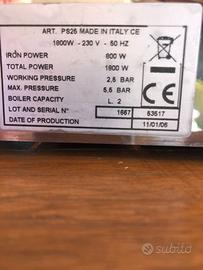 ART. PS25 MADE IN ITALY CE
1800W - 230 V - 50 HZ
IRON POWER 800 W
TOTAL POWER 1800 W
WORKING PRESSURE 2,5 BAR
MAX. PRESSURE 5,5 BAR
BOILER CAPACITY L. 2
LOT AND SERIAL N° 1667 53517
DATE OF PRODUCTION 11/01/06
CE
subito